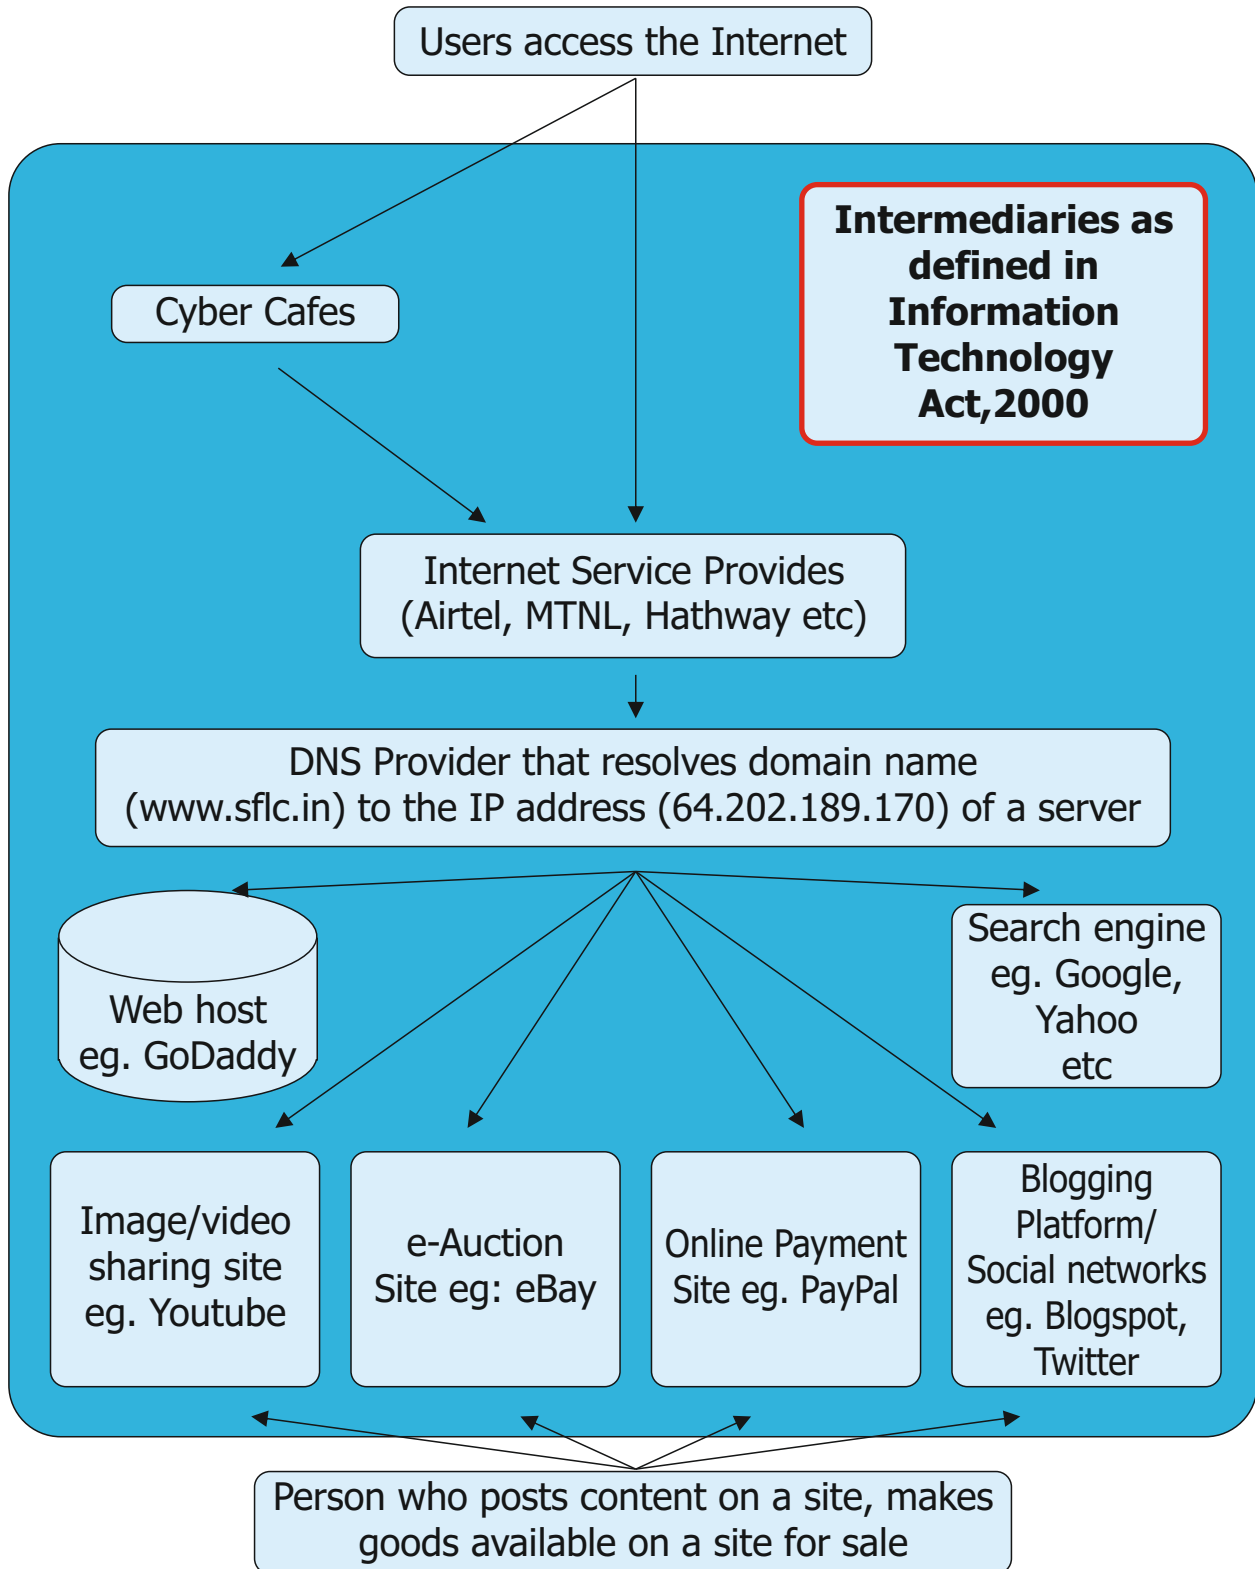 Users access the Internet
Intermediaries as
defined in
Information
Technology
Act,2000
Cyber Cafes
Internet Service Provides
(Airtel, MTNL, Hathway etc)
DNS Provider that resolves domain name
(www.sflc.in) to the IP address (64.202.189.170) of a server
Web host
eg. GoDaddy
Search engine
eg. Google,
Yahoo
etc
Image/video
sharing site
eg. Youtube
e-Auction
Site eg: eBay
Online Payment
Site eg. PayPal
Blogging
Platform/
Social networks
eg. Blogspot,
Twitter
Person who posts content on a site, makes
goods available on a site for sale